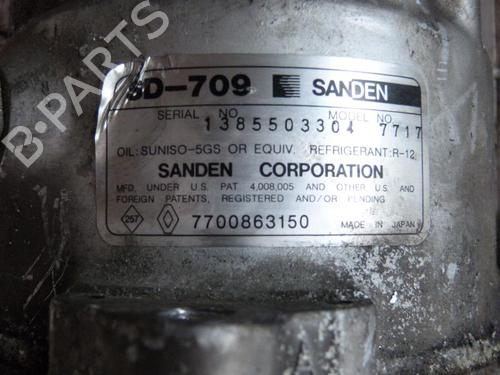 SD-709 SANDEN
SERIAL NO. MODEL NO.
1385503304 7717
OIL: SUNISO-5GS OR EQUIV. REFRIGERANT: R-12
SANDEN CORPORATION
MFD. UNDER U.S. PAT 4,008,005 AND OTHER U.S. AND
FOREIGN PATENTS, REGISTERED AND/OR PENDING
257 7700863150 MADE IN JAPAN
B-PARTS